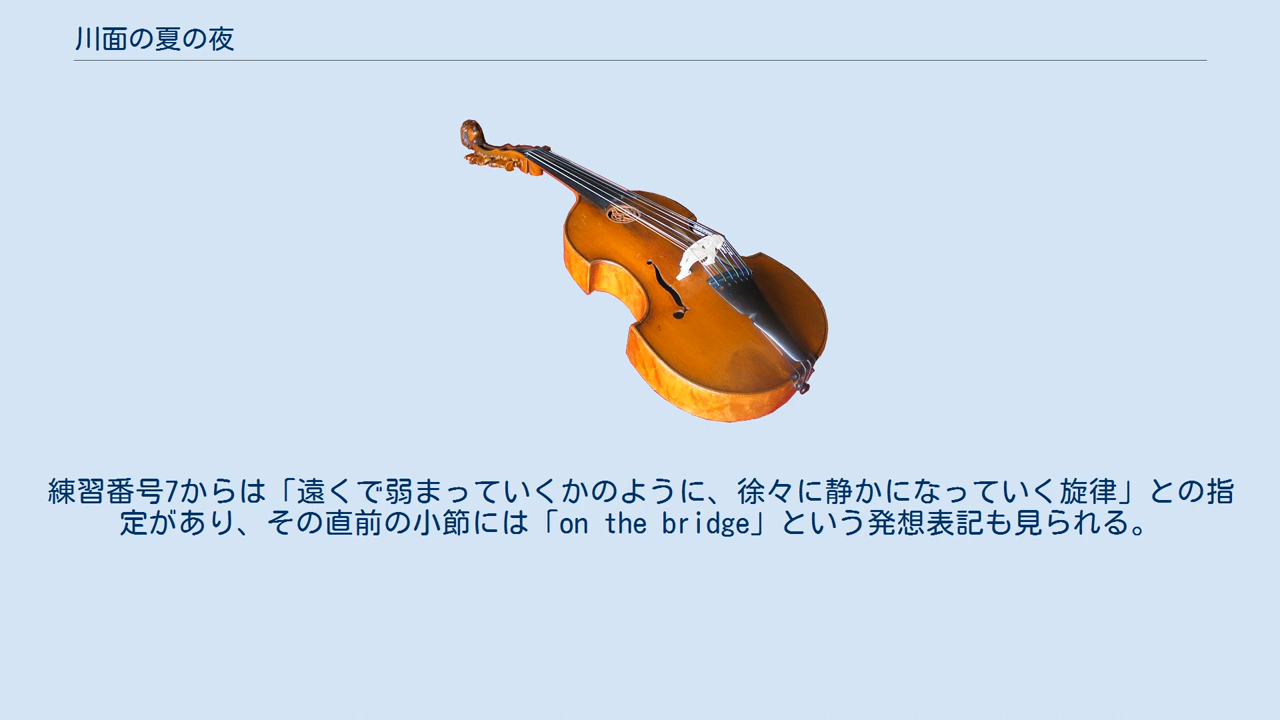 川面の夏の夜
練習番号7からは「遠くで弱まっていくかのように、徐々に静かになっていく旋律」との指
定があり、その直前の小節には「on the bridge」という発想表記も見られる。